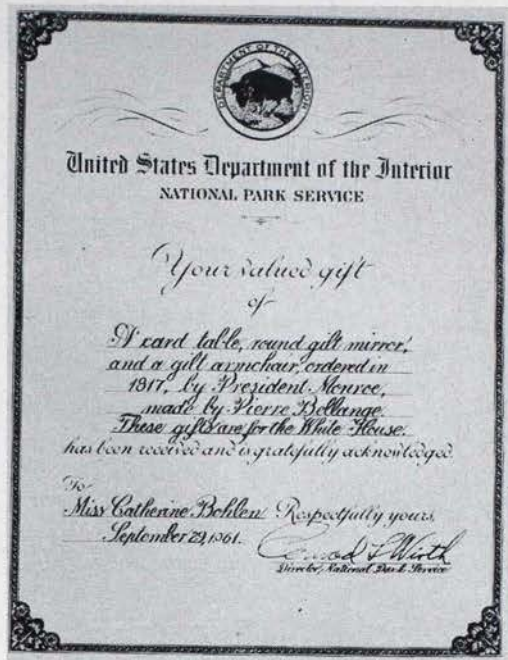 DEPARTMENT OF THE INTERIOR
United States Department of the Interior
NATIONAL PARK SERVICE
Your valued gift
of
A card table, round gilt mirror,
and a gilt armchair, ordered in
1917, by President Monroe,
made by Pierre Bellange.
These gifts are for the White House.
has been received and is gratefully acknowledged.
To
Miss Catherine Bohlen Respectfully yours,
September 29, 1961.
Conrad L Wirth
Director, National Park Service